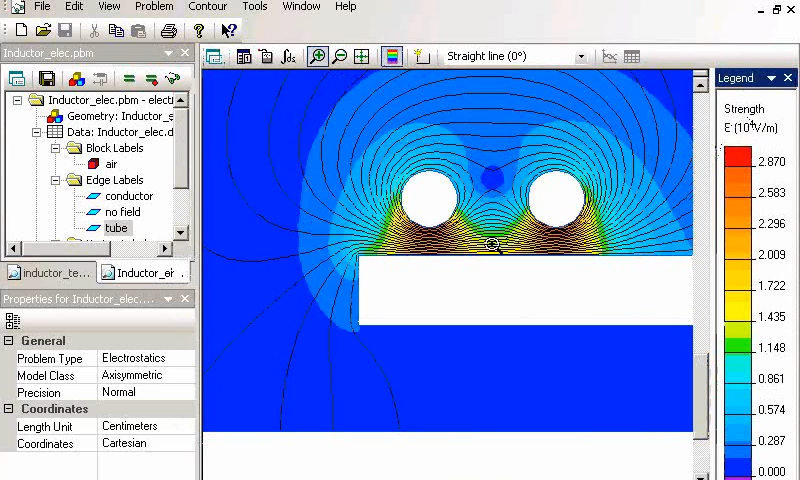 File Edit View Problem Contour Tools Window Help
Straight line (0°)
Inductor_elec.pbm
Inductor_elec.pbm - electr
Geometry: Inductor_e
Data: Inductor_elec.d
Block Labels
air
Edge Labels
conductor
no field
tube
inductor_te... Inductor_el
Properties for Inductor_elec....
General
Problem Type Electrostatics
Model Class Axisymmetric
Precision Normal
Coordinates
Length Unit Centimeters
Coordinates Cartesian
Legend
Strength
2.870
2.583
2.296
2.009
1.722
1.435
1.148
0.861
0.574
0.287
0.000